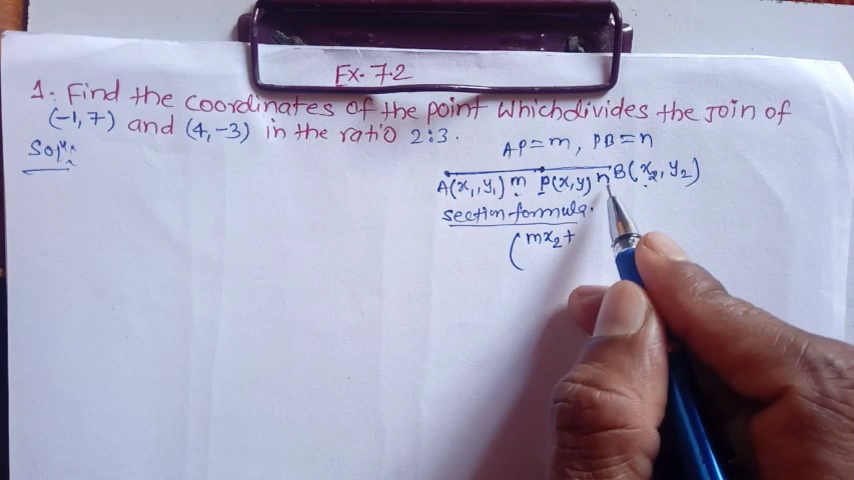 Ex-7.2
1. Find the coordinates of the point which divides the join of
(-1,7) and (4,-3) in the ratio 2:3.
Soln:
AP=m, PB=n
A(x₁,y₁) m P(x,y) n B(x₂,y₂)
section formula.
(mx₂+